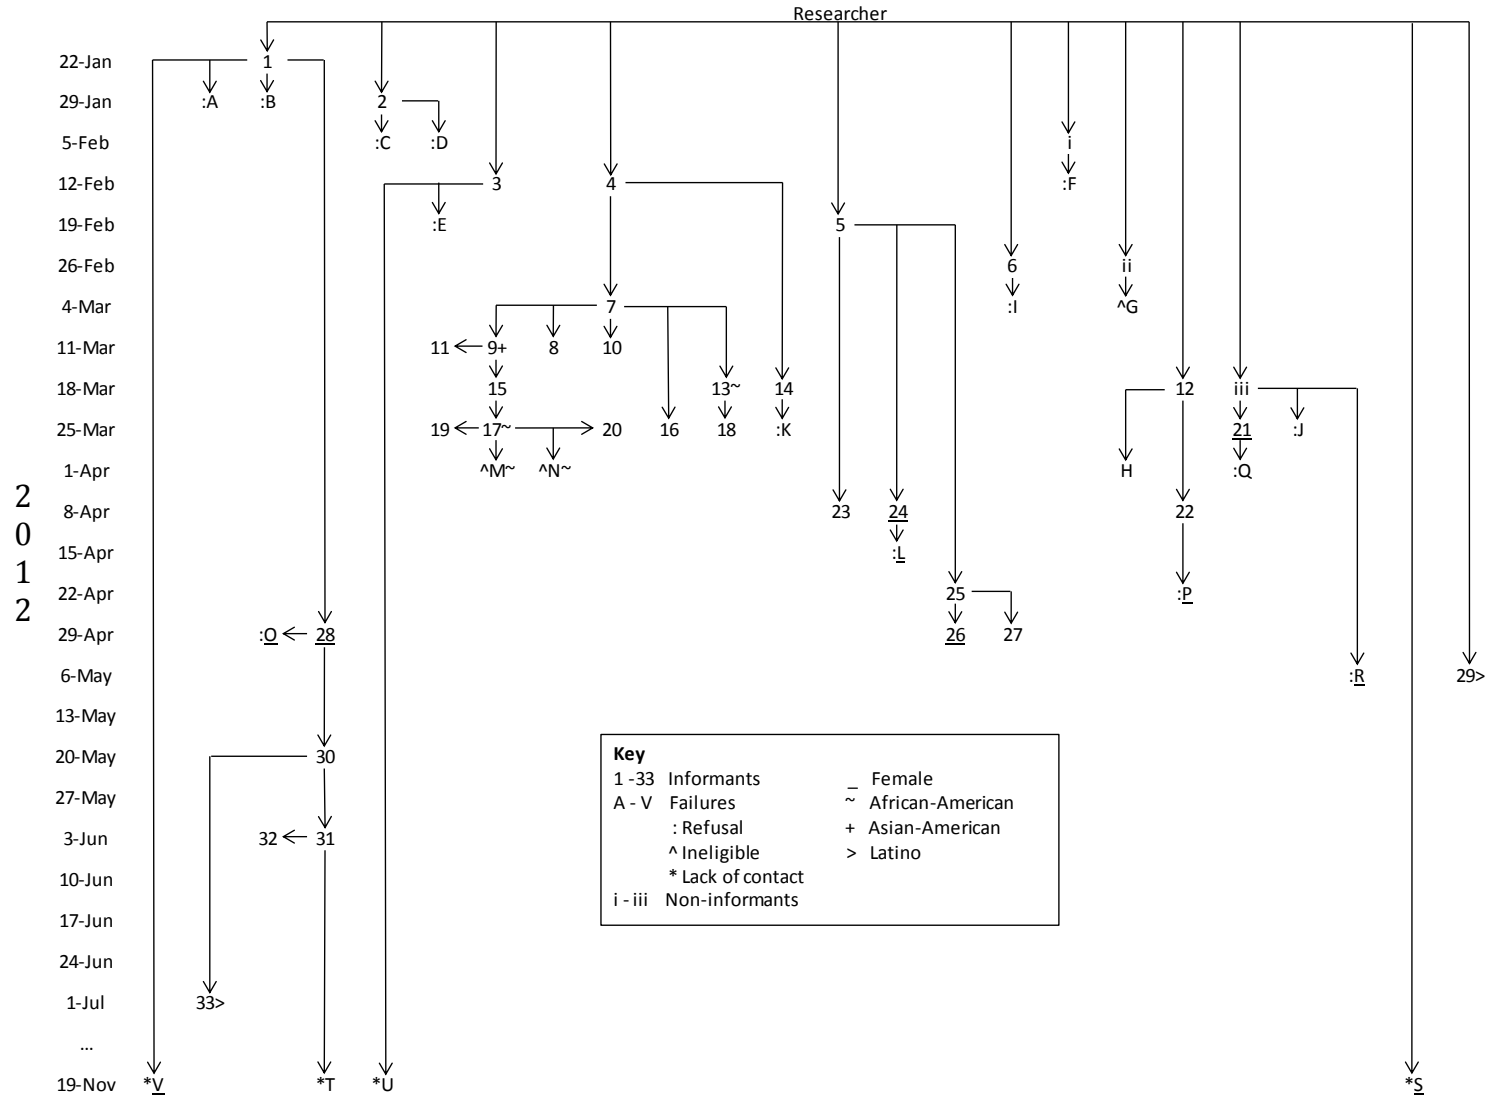 Researcher
22-Jan 1
:A :B
29-Jan 2
5-Feb :C :D i
12-Feb 3 4 :F
19-Feb :E 5
26-Feb 6 ii
4-Mar 7 :I ^G
11-Mar 11 9+ 8 10
18-Mar 15 13~ 14 12 iii
25-Mar 19 17~ 20 16 18 :K 21 :J
1-Apr ^M~ ^N~ H :Q
8-Apr 23 24 22
15-Apr :L
22-Apr 25 :P
29-Apr :O 28 26 27
6-May :R 29>
13-May
20-May 30
27-May
3-Jun 32 31
10-Jun
17-Jun
24-Jun
1-Jul 33>
...
19-Nov *V *T *U *S
2012
Key
1 -33 Informants _ Female
A - V Failures ~ African-American
: Refusal + Asian-American
^ Ineligible > Latino
* Lack of contact
i - iii Non-informants